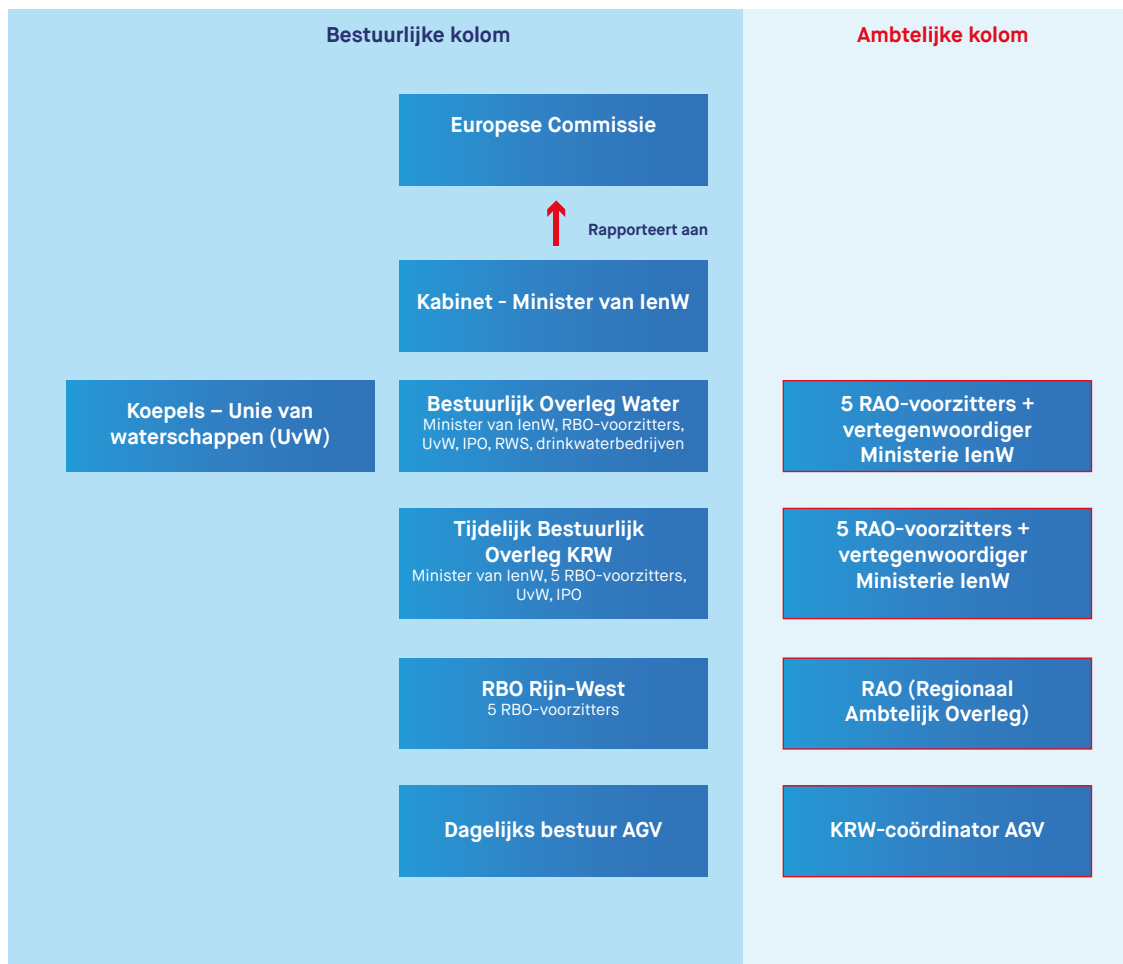 Bestuurlijke kolom
Ambtelijke kolom
Europese Commissie
Rapporteert aan
Kabinet - Minister van IenW
Koepels – Unie van
waterschappen (UvW)
Bestuurlijk Overleg Water
Minister van IenW, RBO-voorzitters,
UvW, IPO, RWS, drinkwaterbedrijven
5 RAO-voorzitters +
vertegenwoordiger
Ministerie IenW
Tijdelijk Bestuurlijk
Overleg KRW
Minister van IenW, 5 RBO-voorzitters,
UvW, IPO
5 RAO-voorzitters +
vertegenwoordiger
Ministerie IenW
RBO Rijn-West
5 RBO-voorzitters
RAO (Regionaal
Ambtelijk Overleg)
Dagelijks bestuur AGV
KRW-coördinator AGV